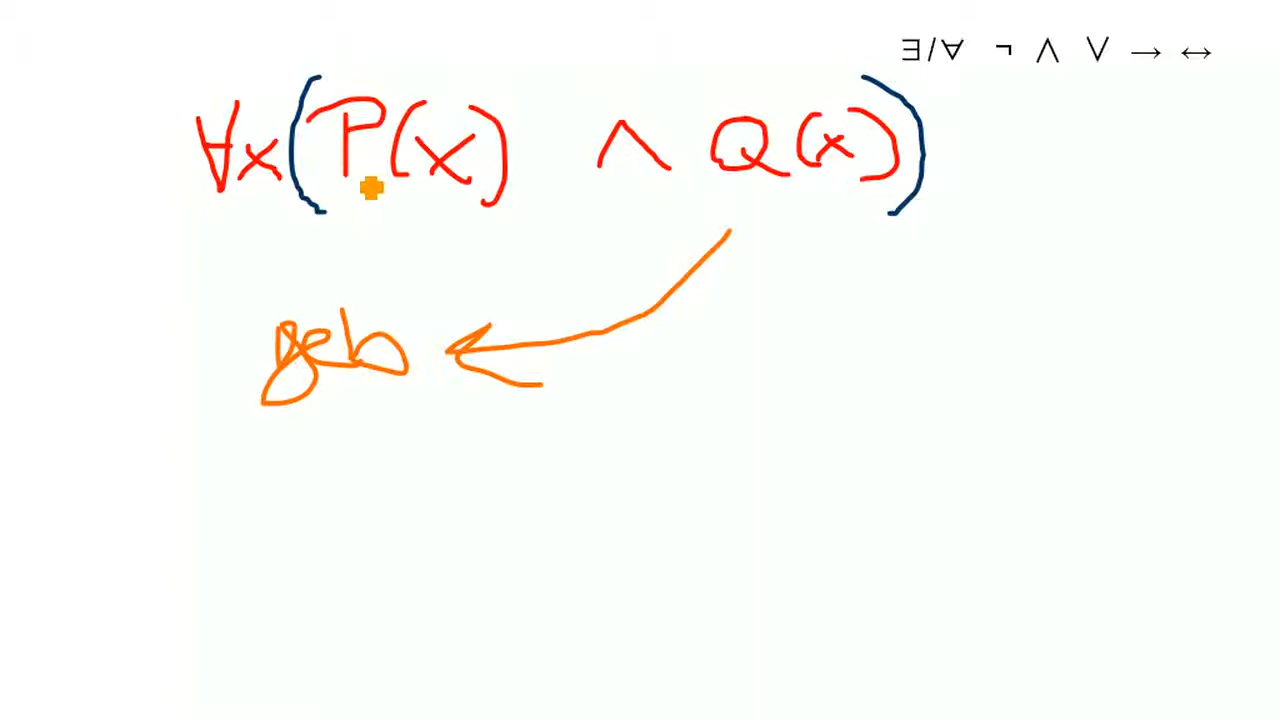 ∃/∀ ¬ ∧ ∨ → ↔
∀x(P(x) ∧ Q(x))
geb